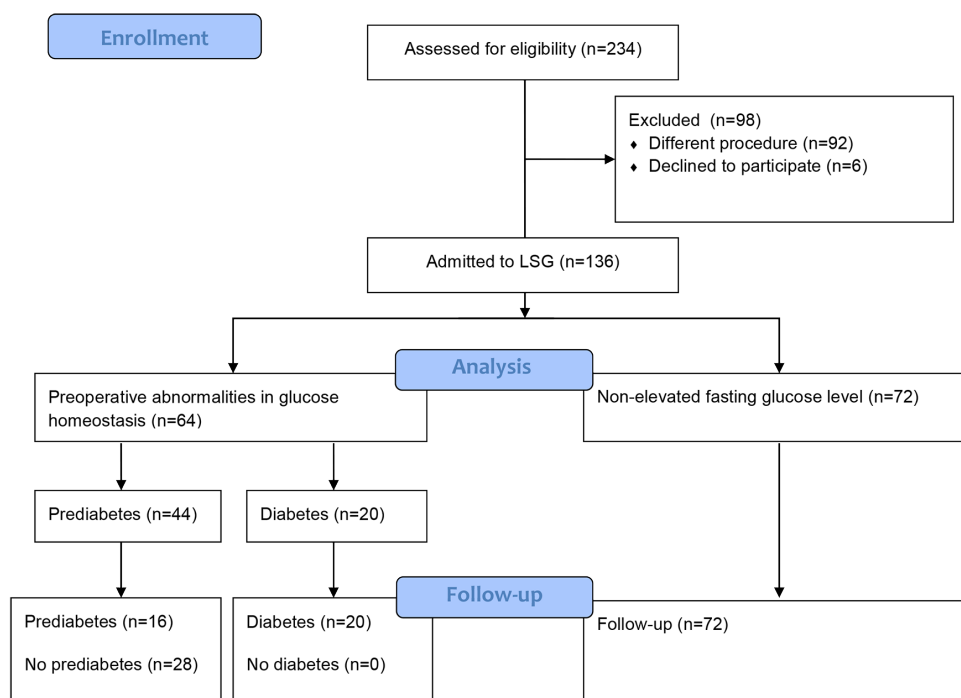 Enrollment
Assessed for eligibility (n=234)
Excluded (n=98)
♦ Different procedure (n=92)
♦ Declined to participate (n=6)
Admitted to LSG (n=136)
Analysis
Preoperative abnormalities in glucose
homeostasis (n=64)
Non-elevated fasting glucose level (n=72)
Prediabetes (n=44)
Diabetes (n=20)
Follow-up
Prediabetes (n=16)
No prediabetes (n=28)
Diabetes (n=20)
No diabetes (n=0)
Follow-up (n=72)